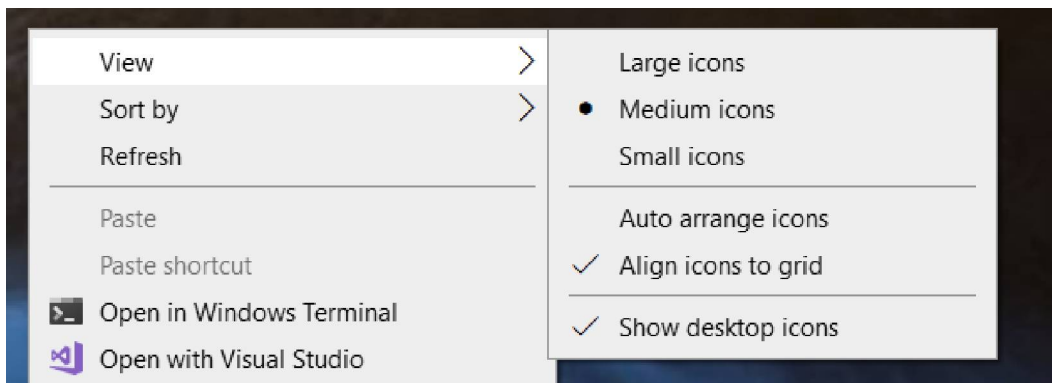 View
Sort by
Refresh
Paste
Paste shortcut
Open in Windows Terminal
Open with Visual Studio
Large icons
Medium icons
Small icons
Auto arrange icons
Align icons to grid
Show desktop icons